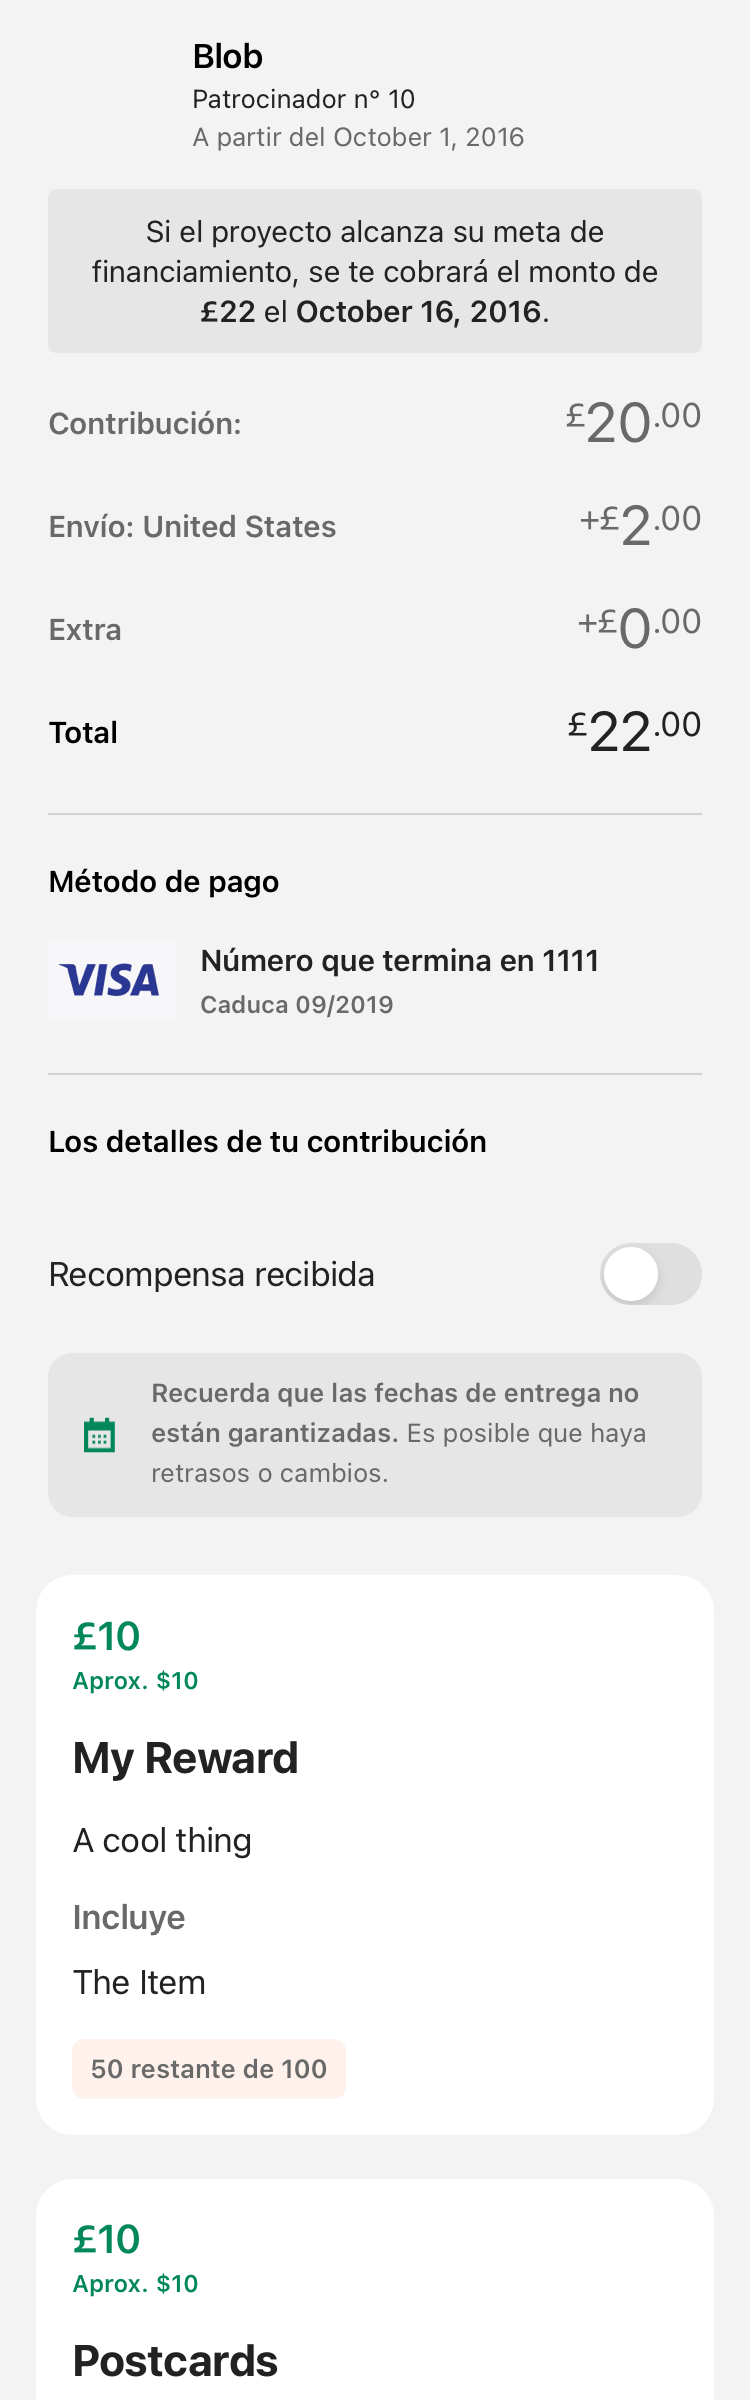 Blob
Patrocinador n° 10
A partir del October 1, 2016
Si el proyecto alcanza su meta de
financiamiento, se te cobrará el monto de
£22 el October 16, 2016.
Contribución:
£20.00
Envío: United States
+£2.00
Extra
+£0.00
Total
£22.00
Método de pago
VISA
Número que termina en 1111
Caduca 09/2019
Los detalles de tu contribución
Recompensa recibida
Recuerda que las fechas de entrega no
están garantizadas. Es posible que haya
retrasos o cambios.
£10
Aprox. $10
My Reward
A cool thing
Incluye
The Item
50 restante de 100
£10
Aprox. $10
Postcards